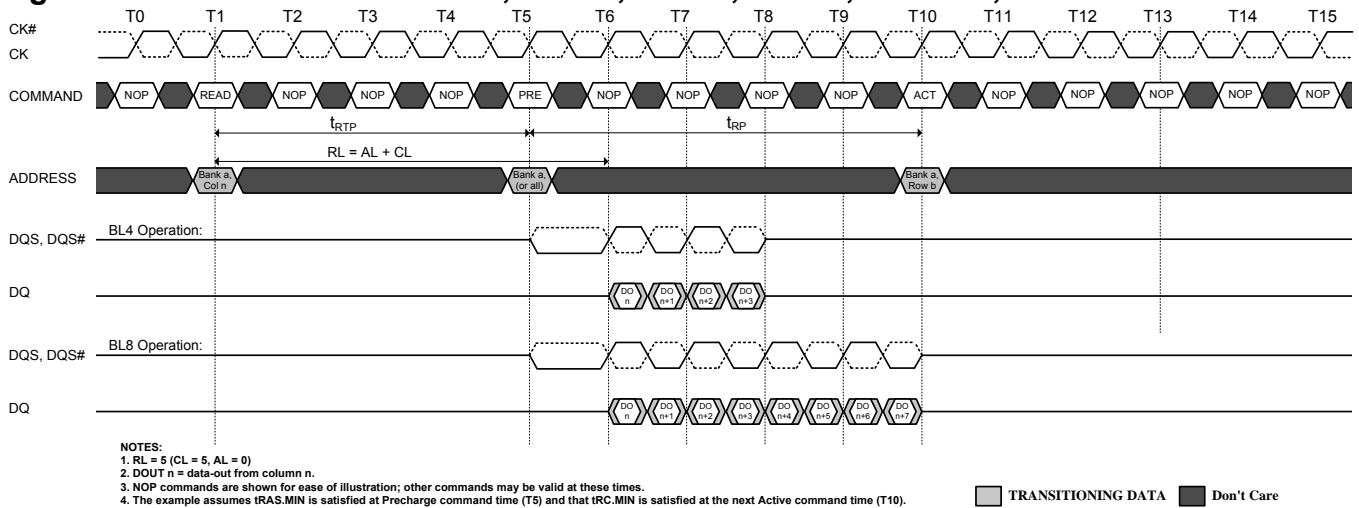 T0 T1 T2 T3 T4 T5 T6 T7 T8 T9 T10 T11 T12 T13 T14 T15
CK#
CK
COMMAND NOP READ NOP NOP NOP PRE NOP NOP NOP NOP ACT NOP NOP NOP NOP NOP
tRTP tRP
RL = AL + CL
ADDRESS Bank a, Col n Bank a, (or all) Bank a, Row b
BL4 Operation:
DQS, DQS#
DQ DO n DO n+1 DO n+2 DO n+3
BL8 Operation:
DQS, DQS#
DQ DO n DO n+1 DO n+2 DO n+3 DO n+4 DO n+5 DO n+6 DO n+7
NOTES:
1. RL = 5 (CL = 5, AL = 0)
2. DOUT n = data-out from column n.
3. NOP commands are shown for ease of illustration; other commands may be valid at these times.
4. The example assumes tRAS.MIN is satisfied at Precharge command time (T5) and that tRC.MIN is satisfied at the next Active command time (T10).
TRANSITIONING DATA Don't Care